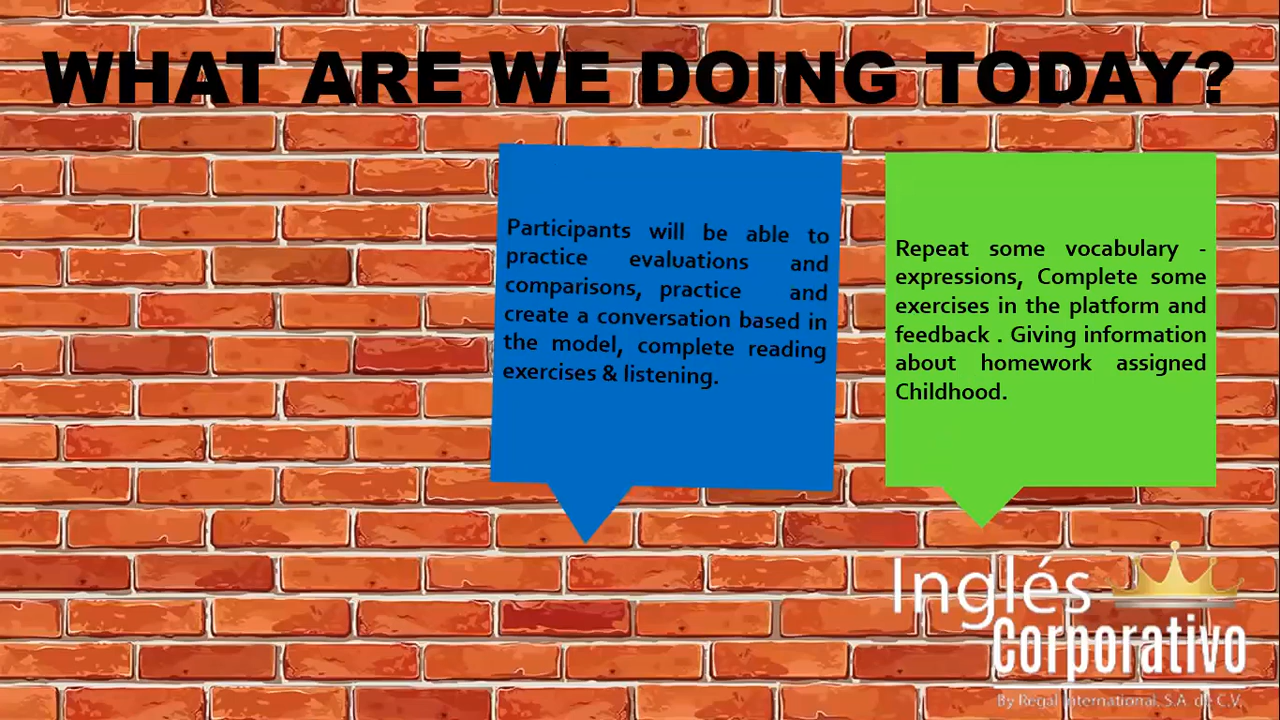 WHAT ARE WE DOING TODAY?
Participants will be able to
practice evaluations and
comparisons, practice and
create a conversation based in
the model, complete reading
exercises & listening.
Repeat some vocabulary -
expressions, Complete some
exercises in the platform and
feedback . Giving information
about homework assigned
Childhood.
Inglés
Corporativo
By Regal International, S.A. de C.V.